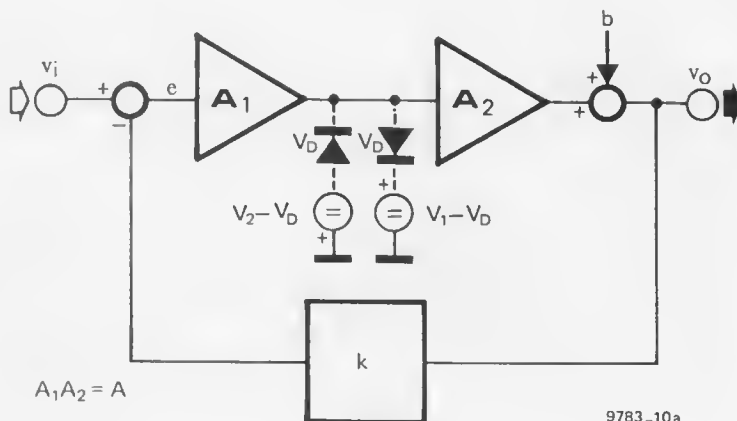 b
v_i
+
e
A_1
A_2
+
+
v_o
−
V_D
V_D
+
V_2−V_D
=
=
V_1−V_D
+
k
A_1A_2 = A
9783-10a